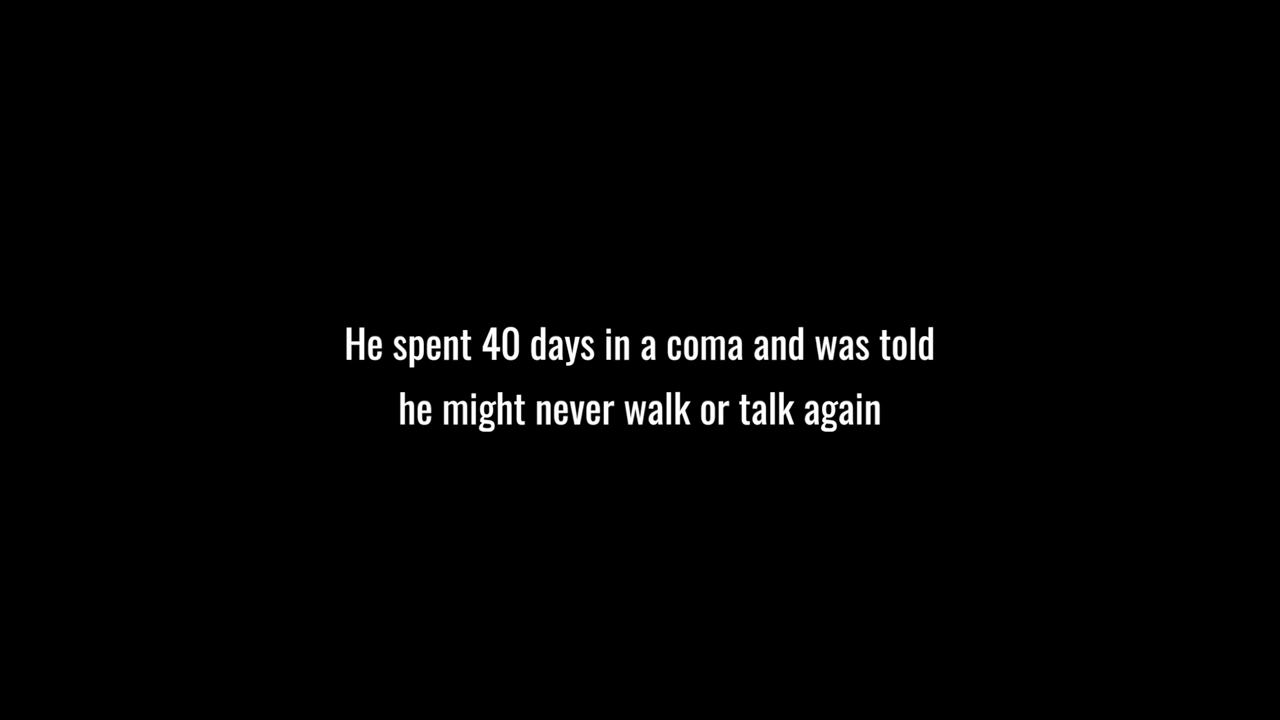 He spent 40 days in a coma and was told
he might never walk or talk again